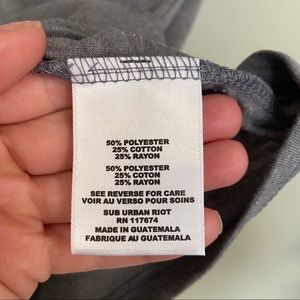 50% POLYESTER
25% COTTON
25% RAYON
50% POLYESTER
25% COTON
25% RAYON
SEE REVERSE FOR CARE
VOIR AU VERSO POUR SOINS
SUB URBAN RIOT
RN 117674
MADE IN GUATEMALA
FABRIQUE AU GUATEMALA